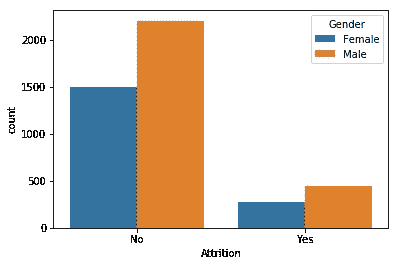 Gender
Female
Male
2000
1500
1000
500
0
count
No
Yes
Attrition